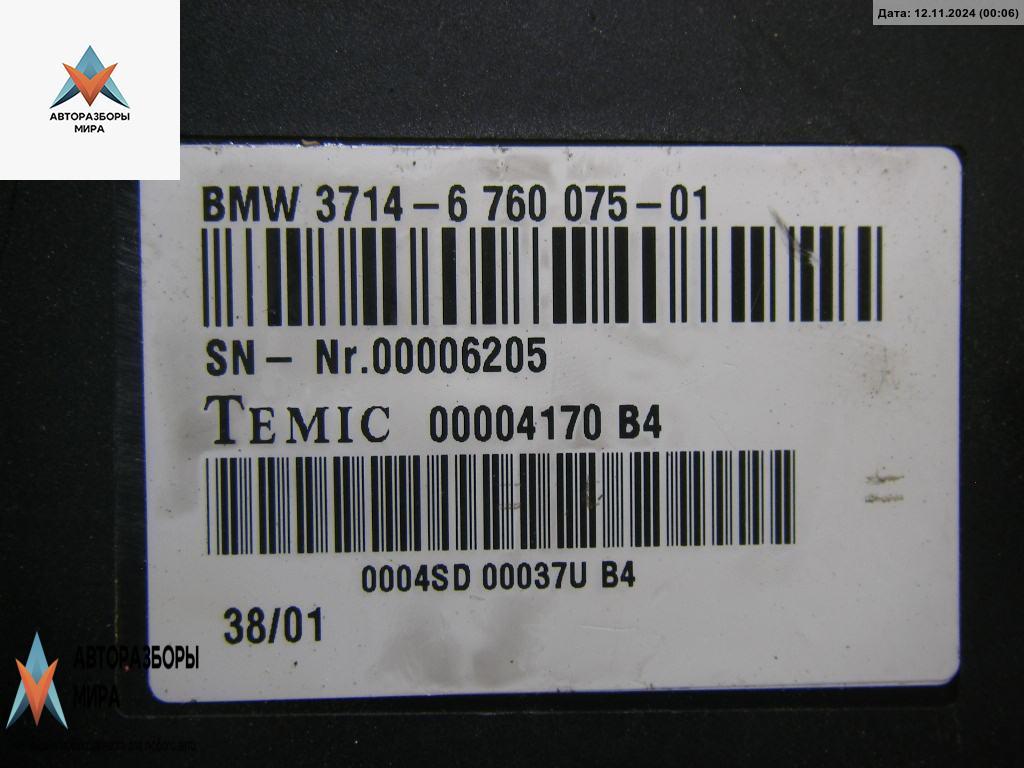 Дата: 12.11.2024 (00:06)
АВТОРАЗБОРЫ
МИРА
BMW 3714-6 760 075-01
SN- Nr.00006205
TEMIC 00004170 B4
0004SD 00037U B4
38/01
АВТОРАЗБОРЫ
МИРА